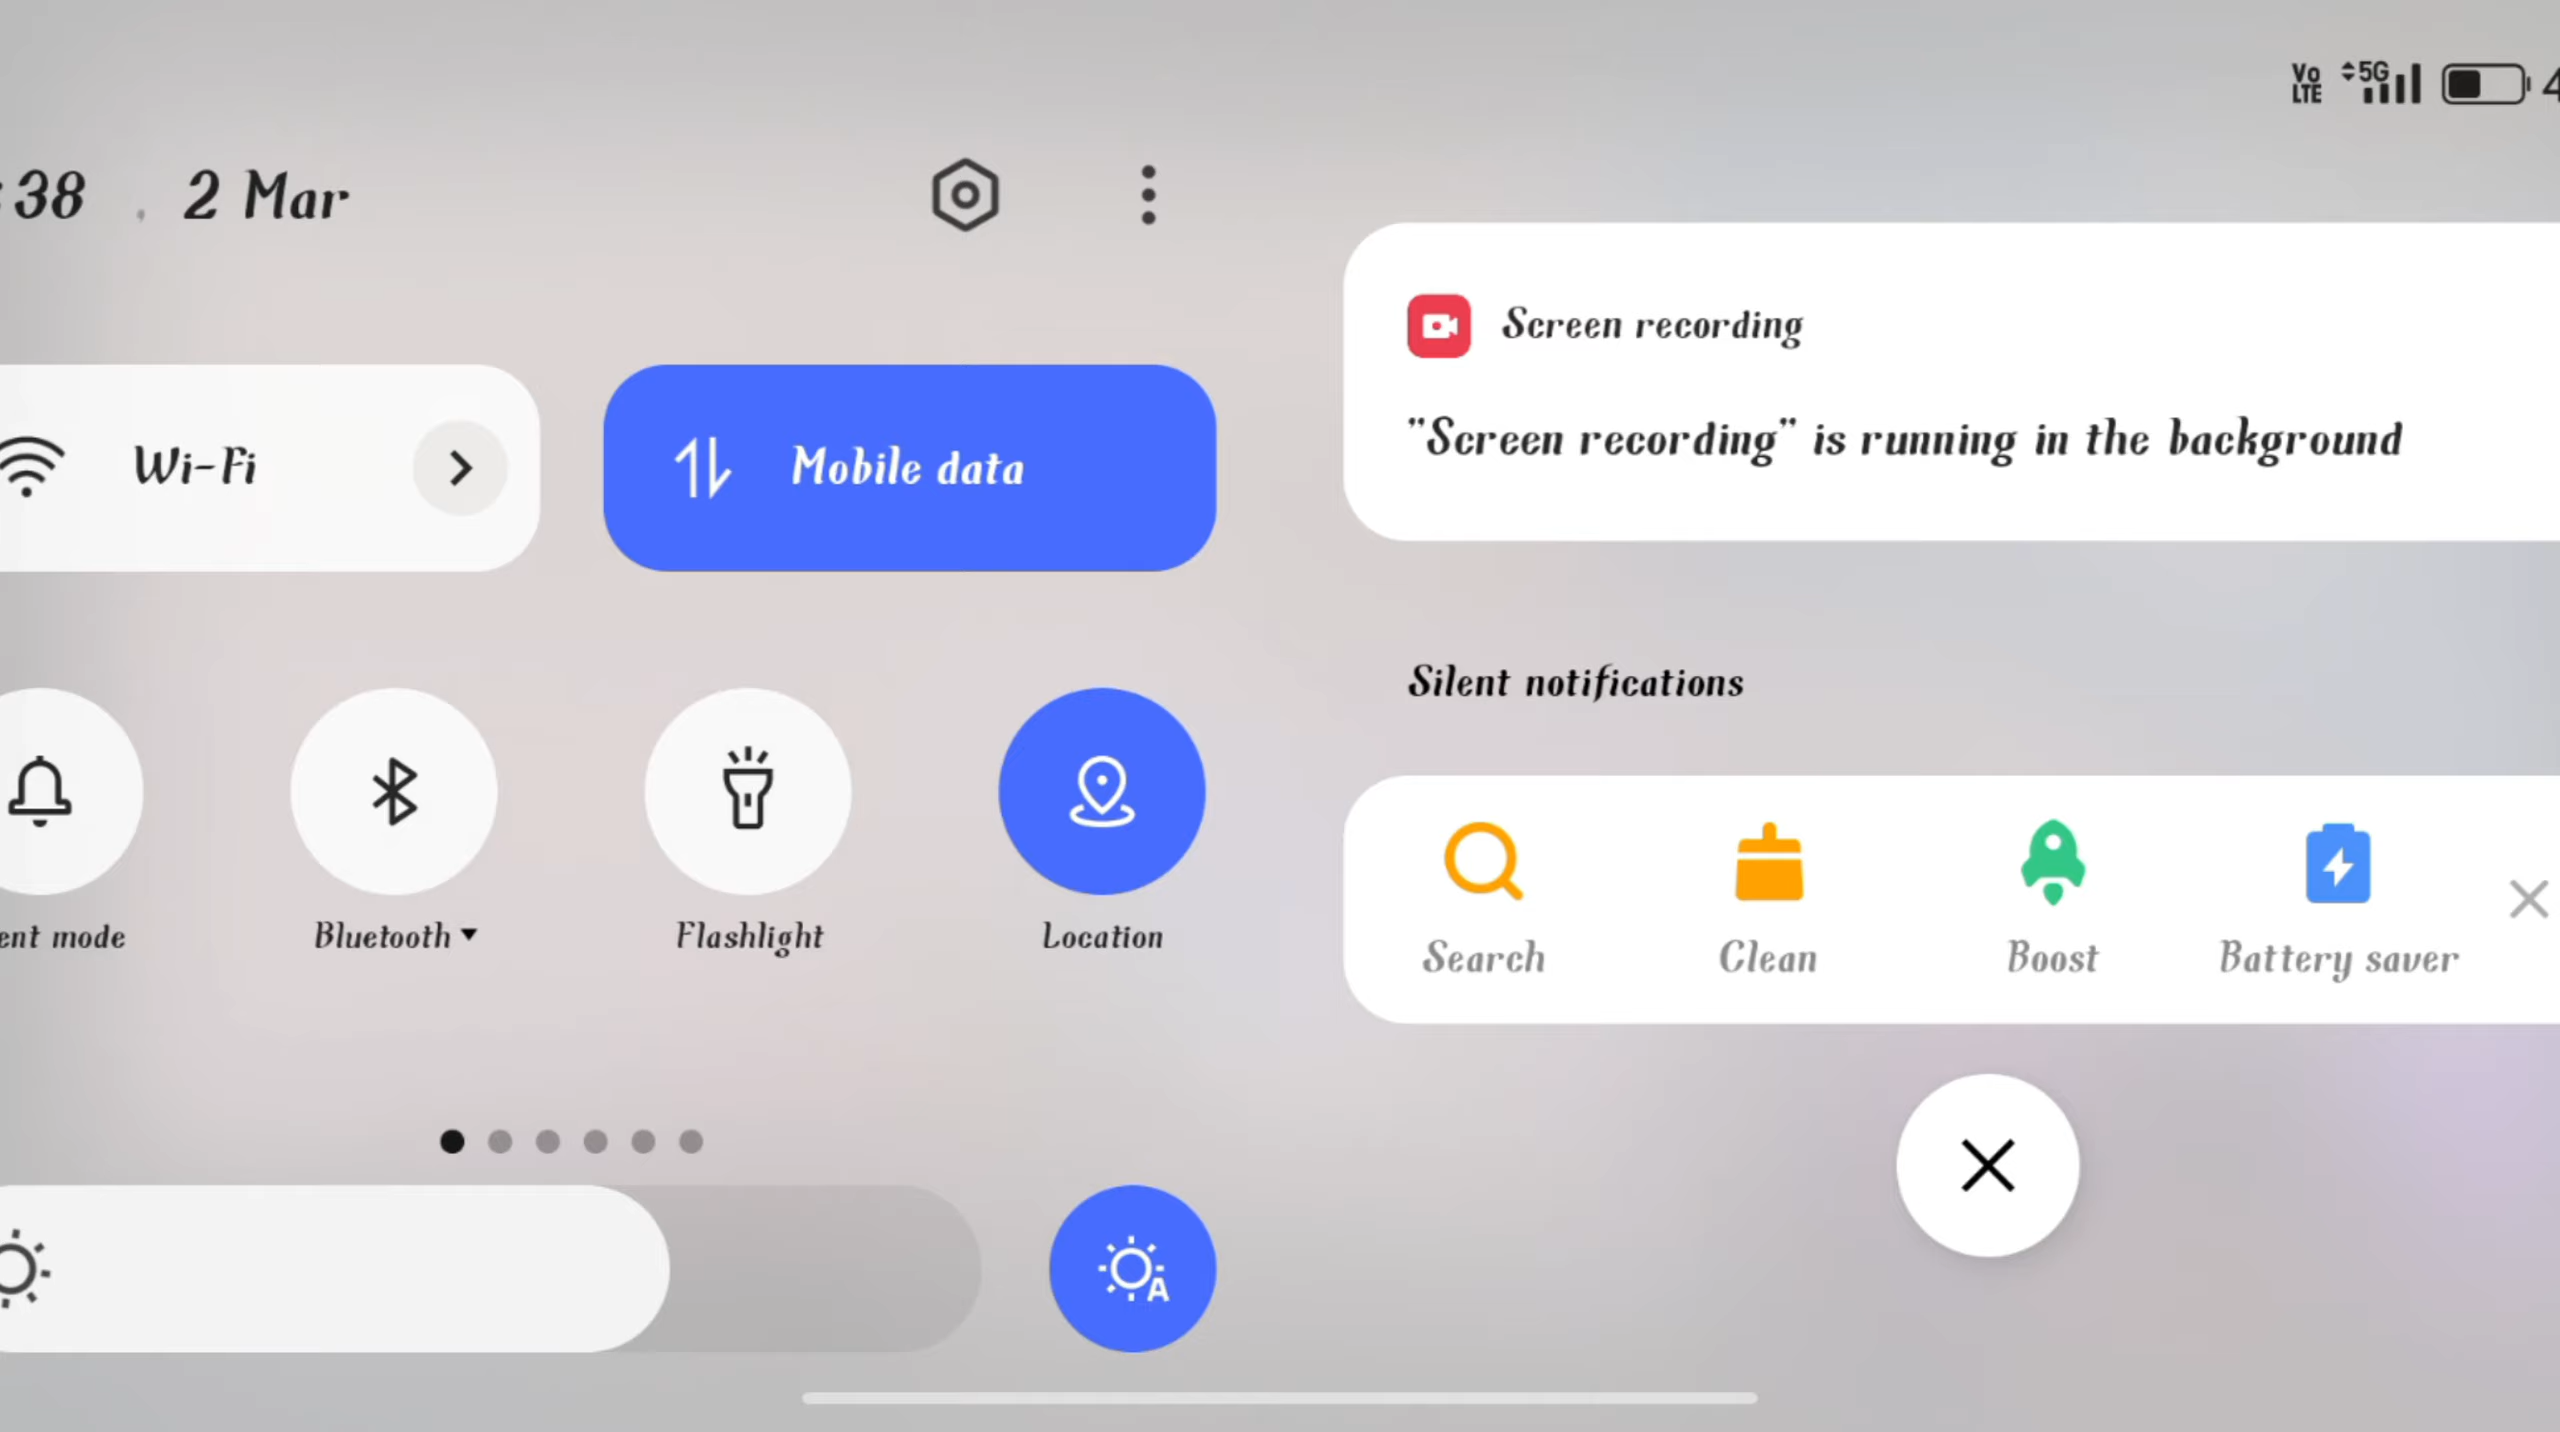 Vo
LTE 5G 4
:38 , 2 Mar
Wi-Fi
Mobile data
ent mode
Bluetooth
Flashlight
Location
A
Screen recording
"Screen recording" is running in the background
Silent notifications
Search
Clean
Boost
Battery saver